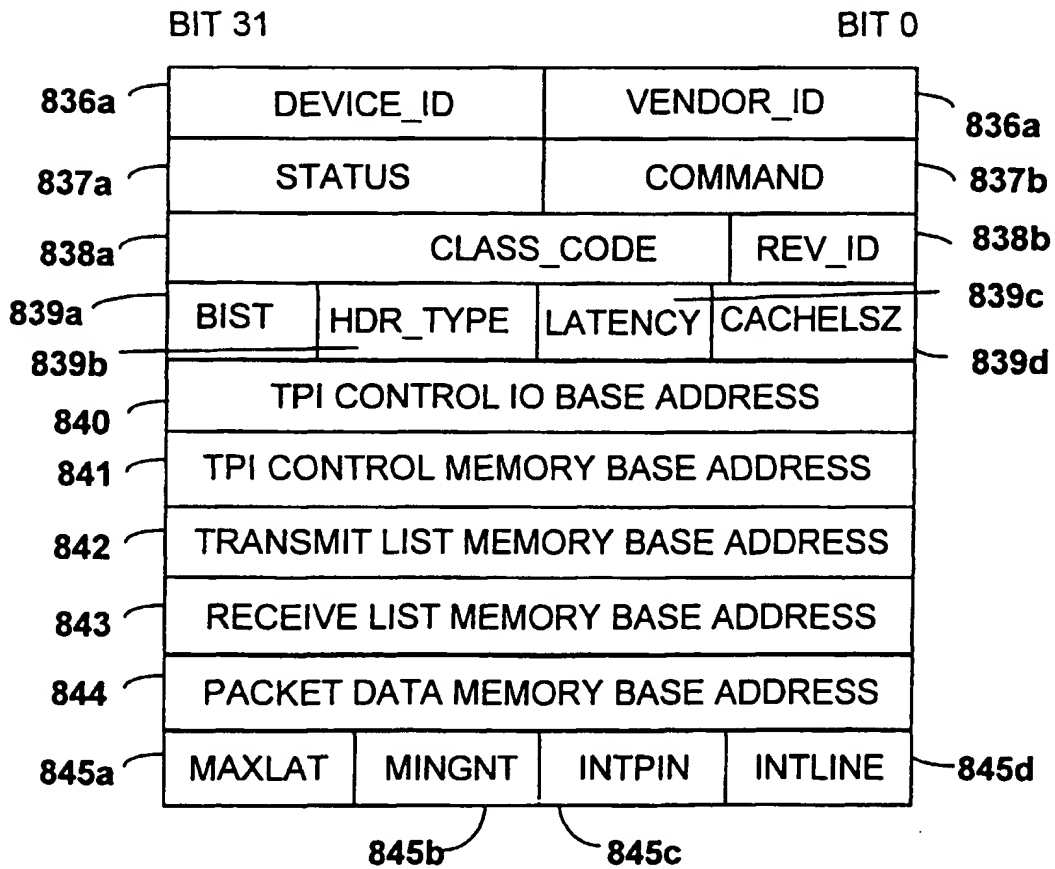 BIT 31 BIT 0
836a DEVICE_ID VENDOR_ID 836a
837a STATUS COMMAND 837b
838a CLASS_CODE REV_ID 838b
839a BIST HDR_TYPE LATENCY CACHELSZ 839c
839b 839d
840 TPI CONTROL IO BASE ADDRESS
841 TPI CONTROL MEMORY BASE ADDRESS
842 TRANSMIT LIST MEMORY BASE ADDRESS
843 RECEIVE LIST MEMORY BASE ADDRESS
844 PACKET DATA MEMORY BASE ADDRESS
845a MAXLAT MINGNT INTPIN INTLINE 845d
845b 845c